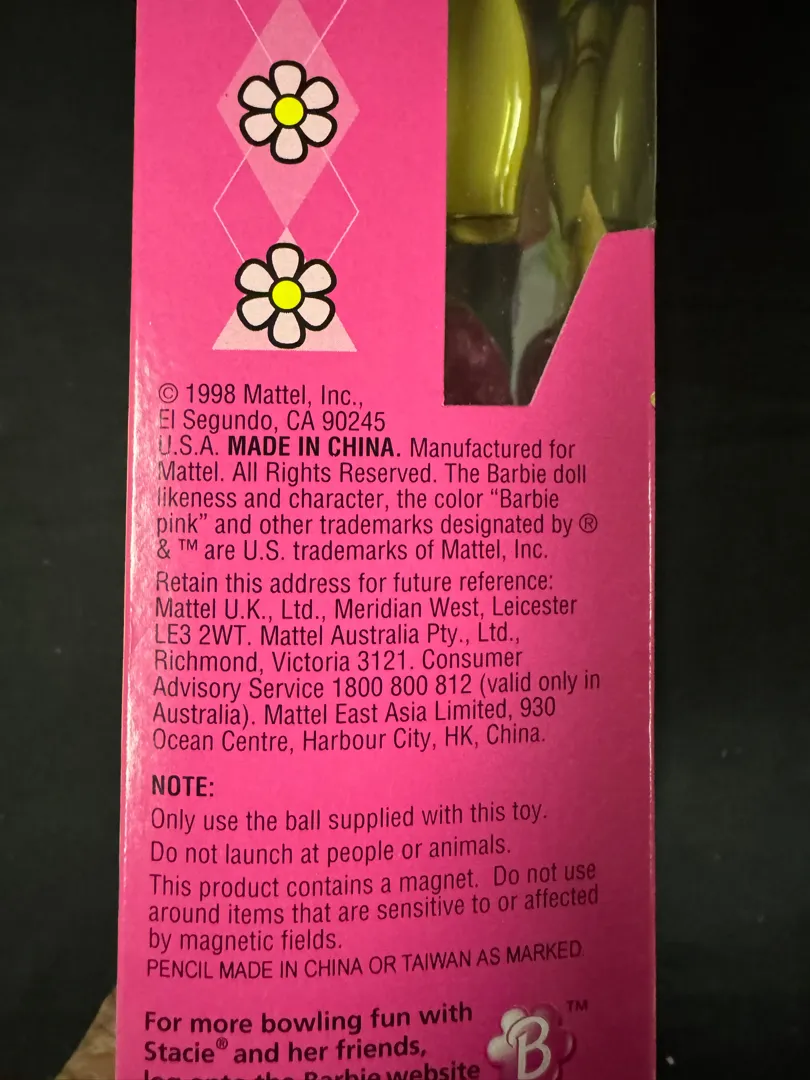 © 1998 Mattel, Inc.,
El Segundo, CA 90245
U.S.A. MADE IN CHINA. Manufactured for
Mattel. All Rights Reserved. The Barbie doll
likeness and character, the color “Barbie
pink” and other trademarks designated by ®
& ™ are U.S. trademarks of Mattel, Inc.
Retain this address for future reference:
Mattel U.K., Ltd., Meridian West, Leicester
LE3 2WT. Mattel Australia Pty., Ltd.,
Richmond, Victoria 3121. Consumer
Advisory Service 1800 800 812 (valid only in
Australia). Mattel East Asia Limited, 930
Ocean Centre, Harbour City, HK, China.
NOTE:
Only use the ball supplied with this toy.
Do not launch at people or animals.
This product contains a magnet. Do not use
around items that are sensitive to or affected
by magnetic fields.
PENCIL MADE IN CHINA OR TAIWAN AS MARKED
For more bowling fun with
Stacie® and her friends,
log onto the Barbie website
B™